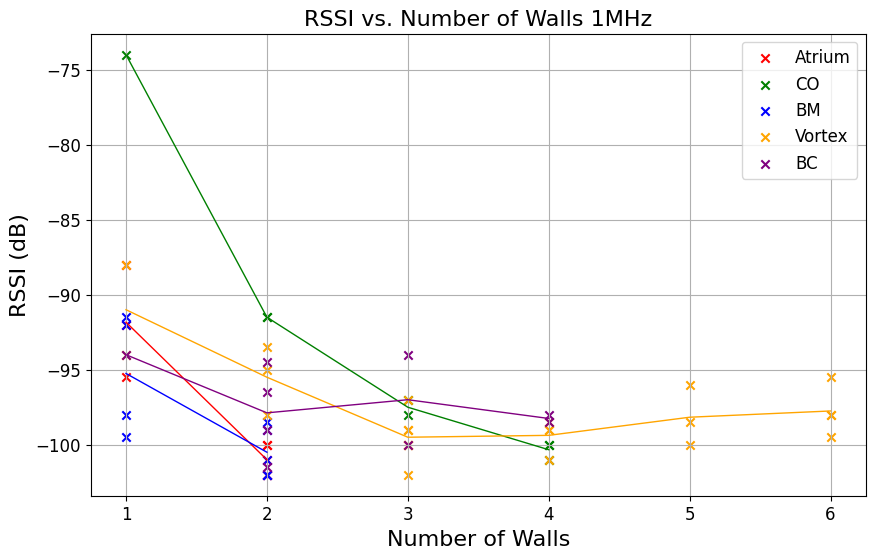 RSSI vs. Number of Walls 1MHz
Atrium
CO
BM
Vortex
BC
RSSI (dB)
−75
−80
−85
−90
−95
−100
1 2 3 4 5 6
Number of Walls